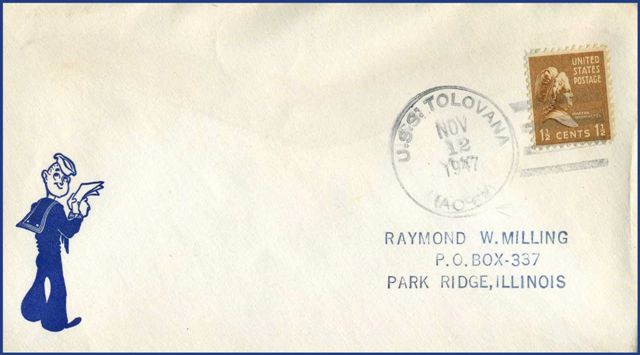 UNITED
STATES
POSTAGE
1½ CENTS 1½
U.S.S. TOLOVANA
NOV
12
1947
RAYMOND W. MILLING
P.O. BOX-337
PARK RIDGE, ILLINOIS